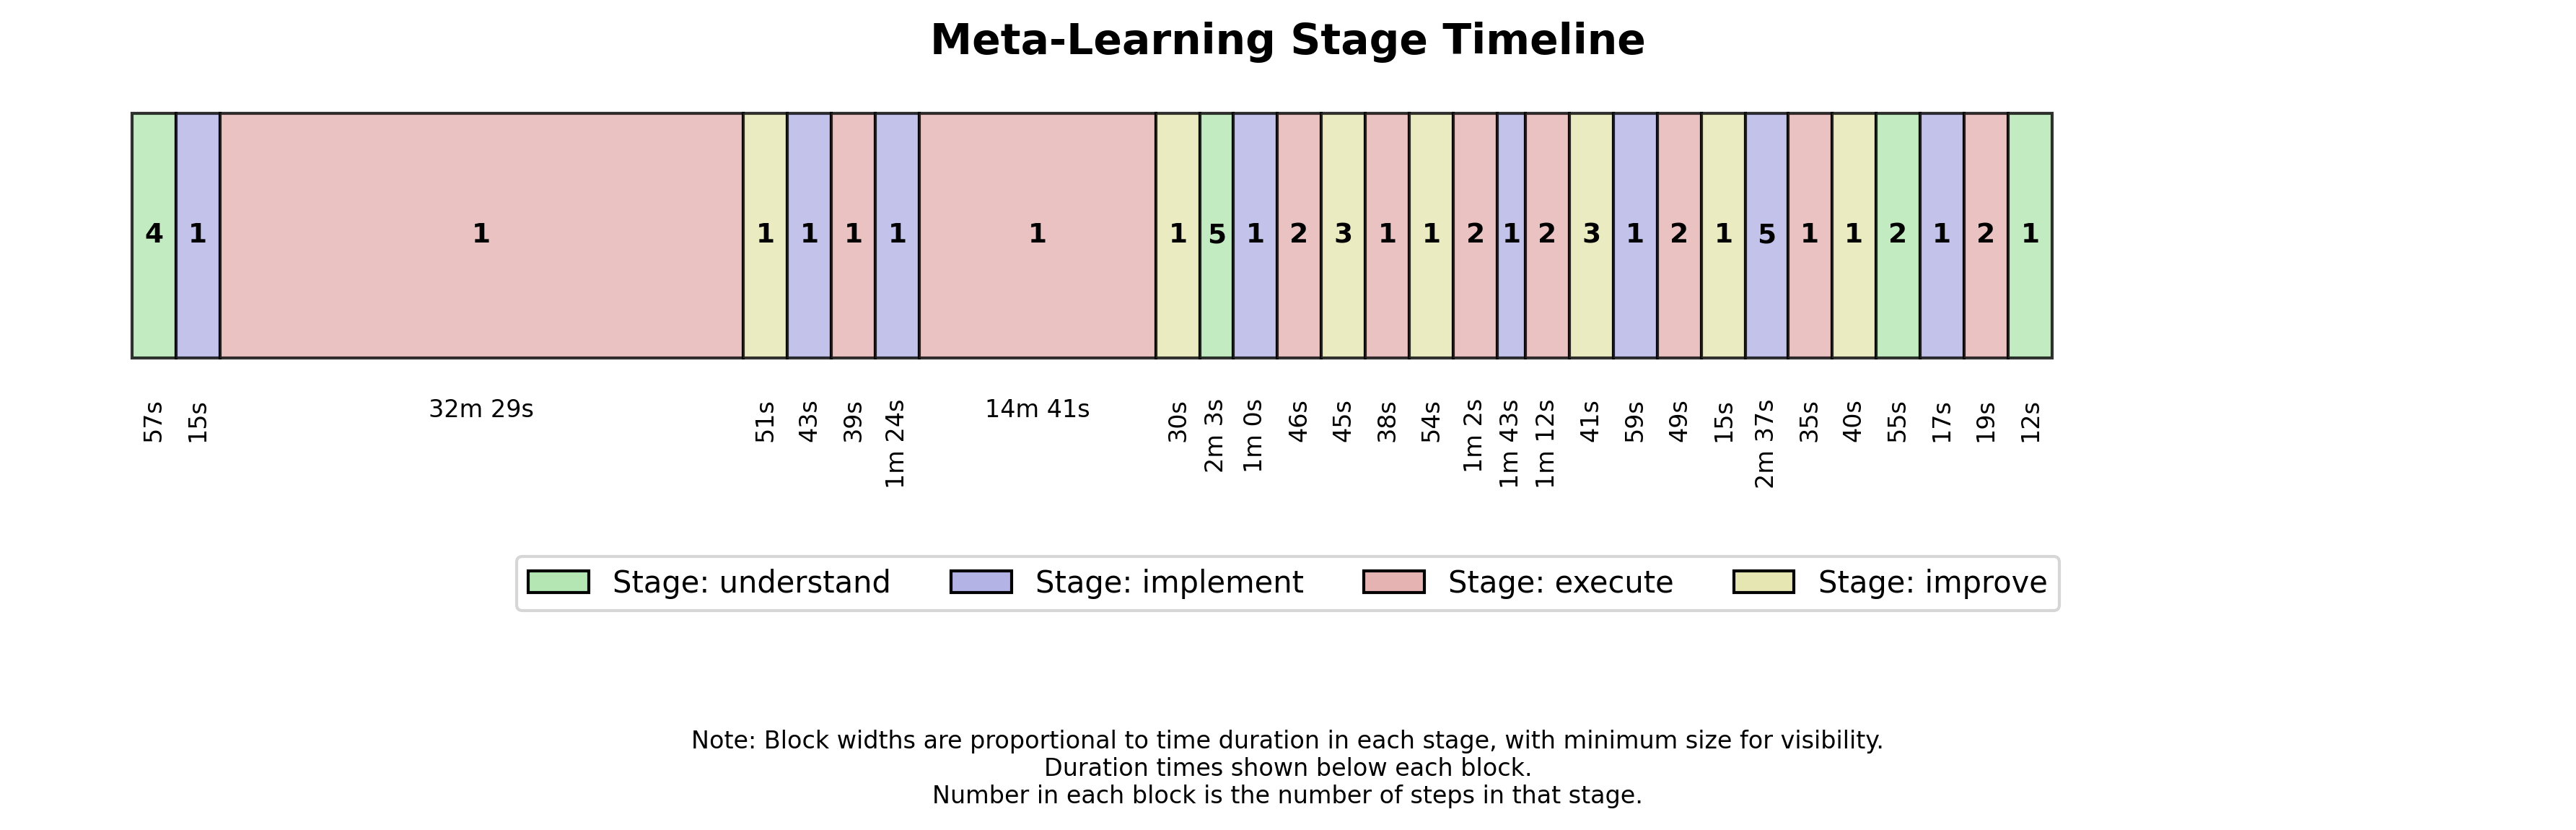 Meta-Learning Stage Timeline
4 1 1 1 1 1 1 1 1 5 1 2 3 1 1 2 1 2 3 1 2 1 5 1 1 2 1 2 1
57s 15s 32m 29s 51s 43s 39s 1m 24s 14m 41s 30s 2m 3s 1m 0s 46s 45s 38s 54s 1m 2s 1m 43s 1m 12s 41s 59s 49s 15s 2m 37s 35s 40s 55s 17s 19s 12s
Stage: understand Stage: implement Stage: execute Stage: improve
Note: Block widths are proportional to time duration in each stage, with minimum size for visibility.
Duration times shown below each block.
Number in each block is the number of steps in that stage.